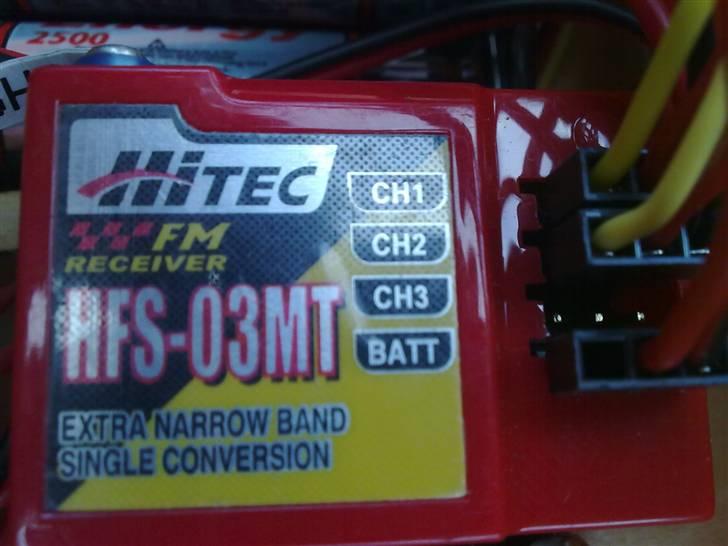 2500
HiTEC
CH1
FM
CH2
RECEIVER
HFS-03MT
CH3
BATT
EXTRA NARROW BAND
SINGLE CONVERSION